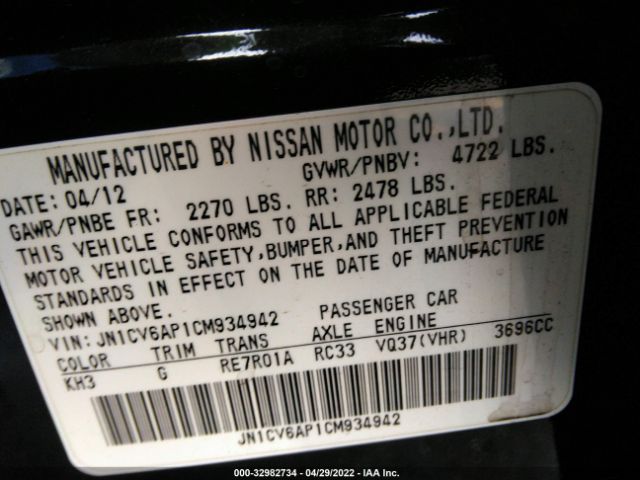 MANUFACTURED BY NISSAN MOTOR CO.,LTD.
DATE: 04/12 GVWR/PNBV: 4722 LBS.
GAWR/PNBE FR: 2270 LBS. RR: 2478 LBS.
THIS VEHICLE CONFORMS TO ALL APPLICABLE FEDERAL
MOTOR VEHICLE SAFETY,BUMPER,AND THEFT PREVENTION
STANDARDS IN EFFECT ON THE DATE OF MANUFACTURE
SHOWN ABOVE.
VIN: JN1CV6AP1CM934942 PASSENGER CAR
COLOR TRIM TRANS AXLE ENGINE
KH3 G RE7R01A RC33 VQ37(VHR) 3696CC
JN1CV6AP1CM934942
000-32982734 - 04/29/2022 - IAA Inc.